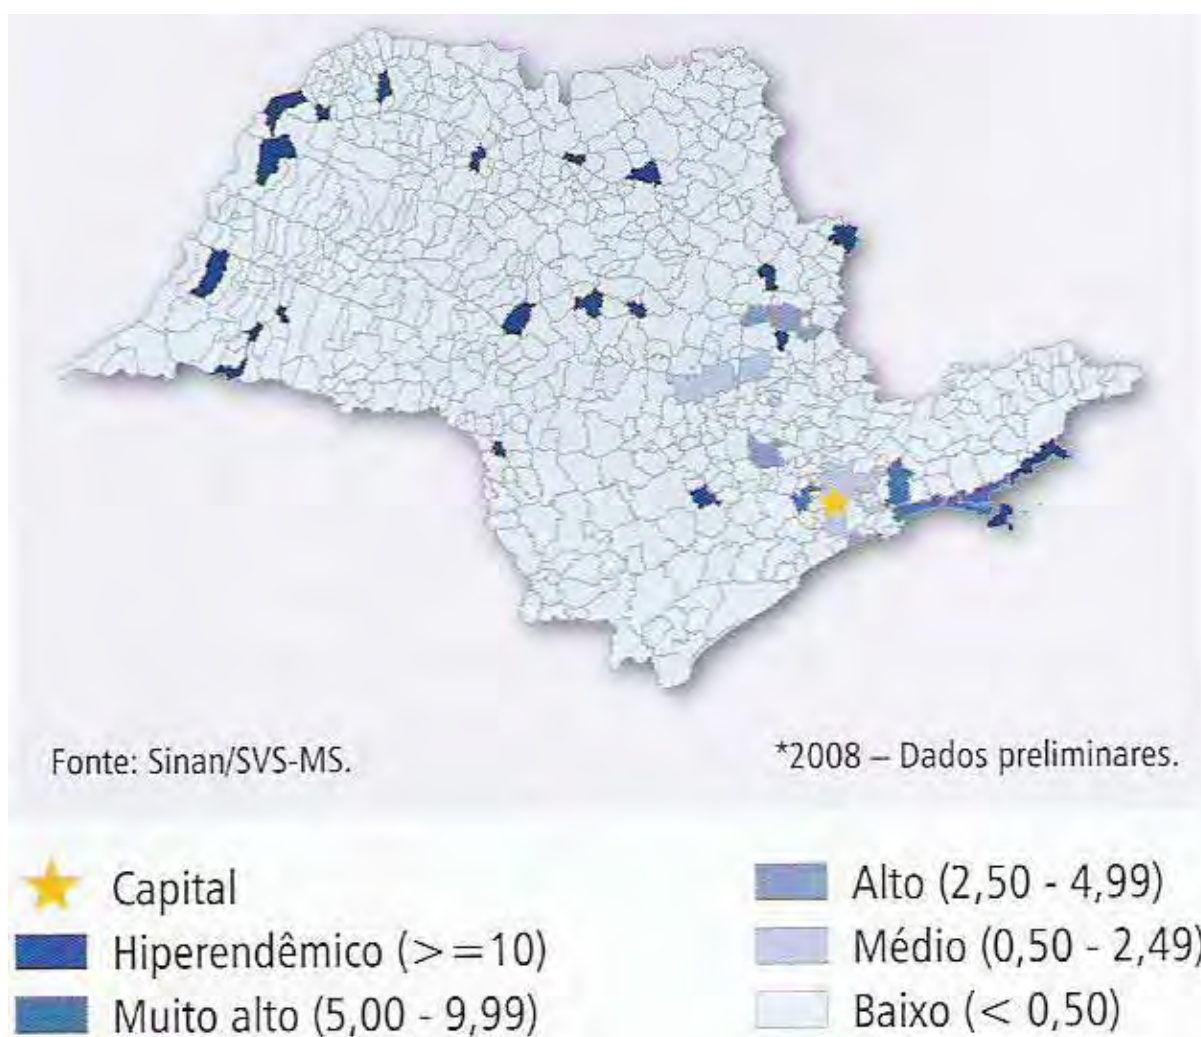 Fonte: Sinan/SVS-MS.
*2008 – Dados preliminares.
Capital
Hiperendêmico (>=10)
Muito alto (5,00 - 9,99)
Alto (2,50 - 4,99)
Médio (0,50 - 2,49)
Baixo (< 0,50)